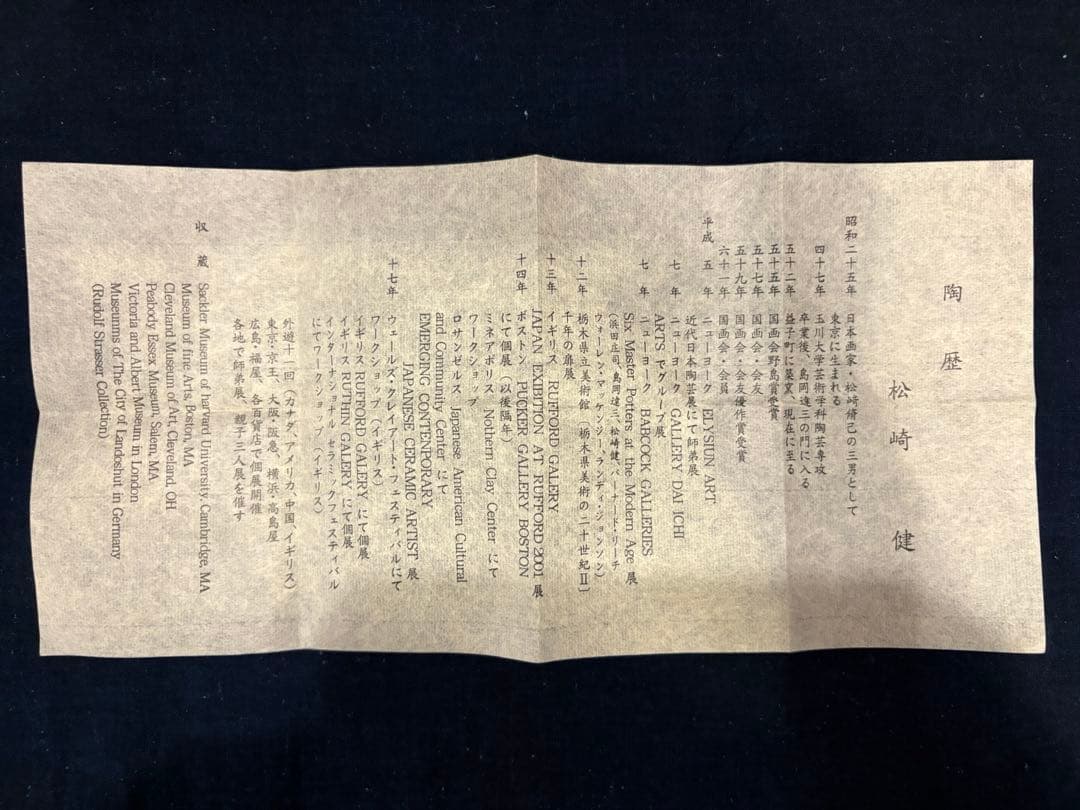 陶歴
松崎 健
昭和二十五年 日本画家・松崎脩己の三男として
東京に生まれる
四十七年 玉川大学芸術学科陶芸専攻
卒業後、島岡達三の門に入る
五十二年 益子町に築窯、現在に至る
五十五年 国画会野島賞受賞
五十七年 国画会・会友
五十九年 国画会・会友優作賞受賞
六十一年 国画会・会員
平成 五年 ニューヨーク ELYSIUN ART
近代日本陶芸展にて師弟展
七年 ニューヨーク GALLERY DAI ICHI
ARTS でグループ展
七年 ニューヨーク BABCOCK GALLERIES
Six Master Potters at the Modern Age 展
(浜田庄司、島岡達三、松崎健、バーナード・リーチ
ウォーレン・マッケンジー・ランディ・ジョンソン)
十二年 栃木県立美術館(栃木県美術の二十世紀II)
千年の扉展
十三年 イギリス RUFFORD GALERY
JAPAN EXIBITION AT RUFFORD 2001 展
十四年 ボストン PUCKER GALLERY BOSTON
にて個展(以後隔年)
ミネアポリス Nothern Clay Center にて
ワークショップ
ロサンゼルス Japanese American Cultural
and Community Center にて
EMERGING CONTENPORARY
JAPANESE CERAMIC ARTIST 展
十七年 ウェールズ・クレイアート・フェスティバルにて
ワークショップ(イギリス)
イギリス RUFFORD GALERY にて個展
イギリス RUTHIN GALERY にて個展
インターナショナル セラミックフェスティバル
にてワークショップ(イギリス)
外遊十一回(カナダ、アメリカ、中国、イギリス)
東京・京王、大阪・阪急、横浜・高島屋
広島・福屋、各百貨店で個展開催
各地で師弟展、親子三人展を催す
収蔵 Sackler Museum of harvard University, Cambridge, MA
Museum of fine Arts, Boston, MA
Cleveland Museum of Art, Cleveland, OH
Peabody Essex Museum, Salem, MA
Victoria and Albert Museum in London
Museunms of The City of Landeshut in Germany
(Rudolf Strasser Collection)